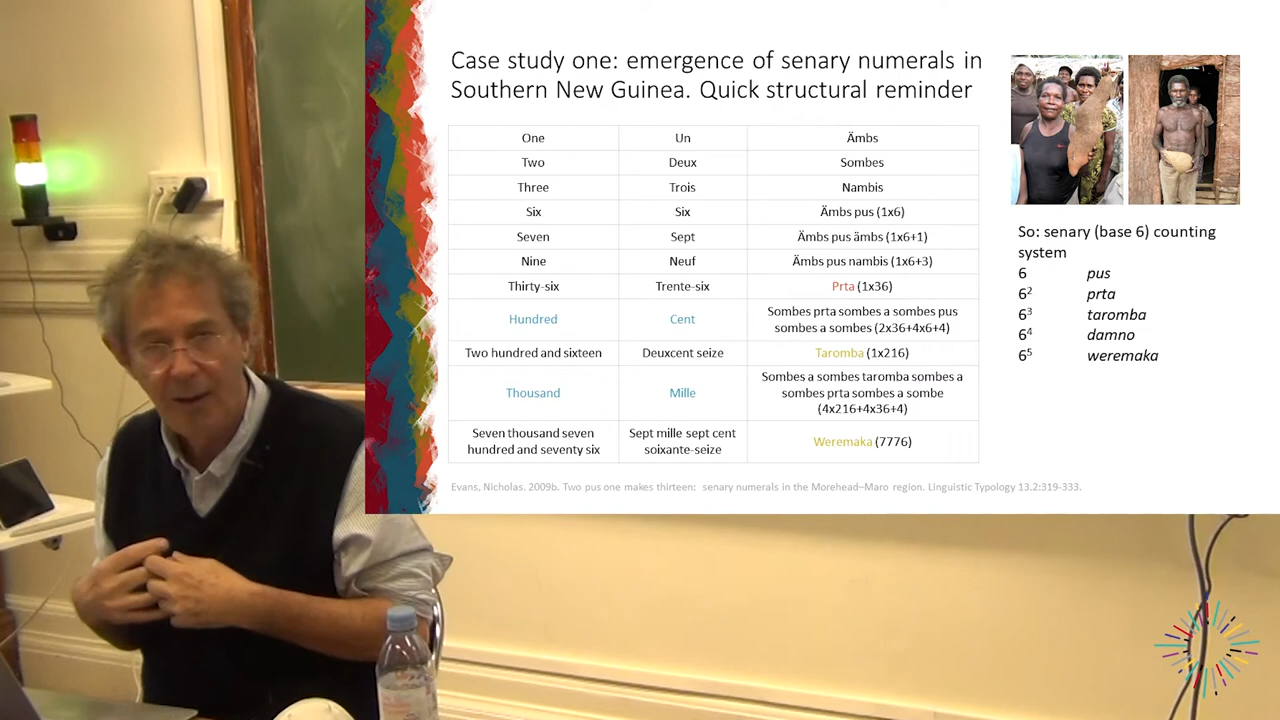 Case study one: emergence of senary numerals in
Southern New Guinea. Quick structural reminder
One Un Ämbs
Two Deux Sombes
Three Trois Nambis
Six Six Ämbs pus (1x6)
Seven Sept Ämbs pus ämbs (1x6+1)
Nine Neuf Ämbs pus nambis (1x6+3)
Thirty-six Trente-six Prta (1x36)
Hundred Cent Sombes prta sombes a sombes pus
sombes a sombes (2x36+4x6+4)
Two hundred and sixteen Deuxcent seize Taromba (1x216)
Thousand Mille Sombes a sombes taromba sombes a
sombes prta sombes a sombe
(4x216+4x36+4)
Seven thousand seven Sept mille sept cent
hundred and seventy six soixante-seize Weremaka (7776)
So: senary (base 6) counting
system
6 pus
6² prta
6³ taromba
6⁴ damno
6⁵ weremaka
Evans, Nicholas. 2009b. Two pus one makes thirteen: senary numerals in the Morehead–Maro region. Linguistic Typology 13.2:319-333.